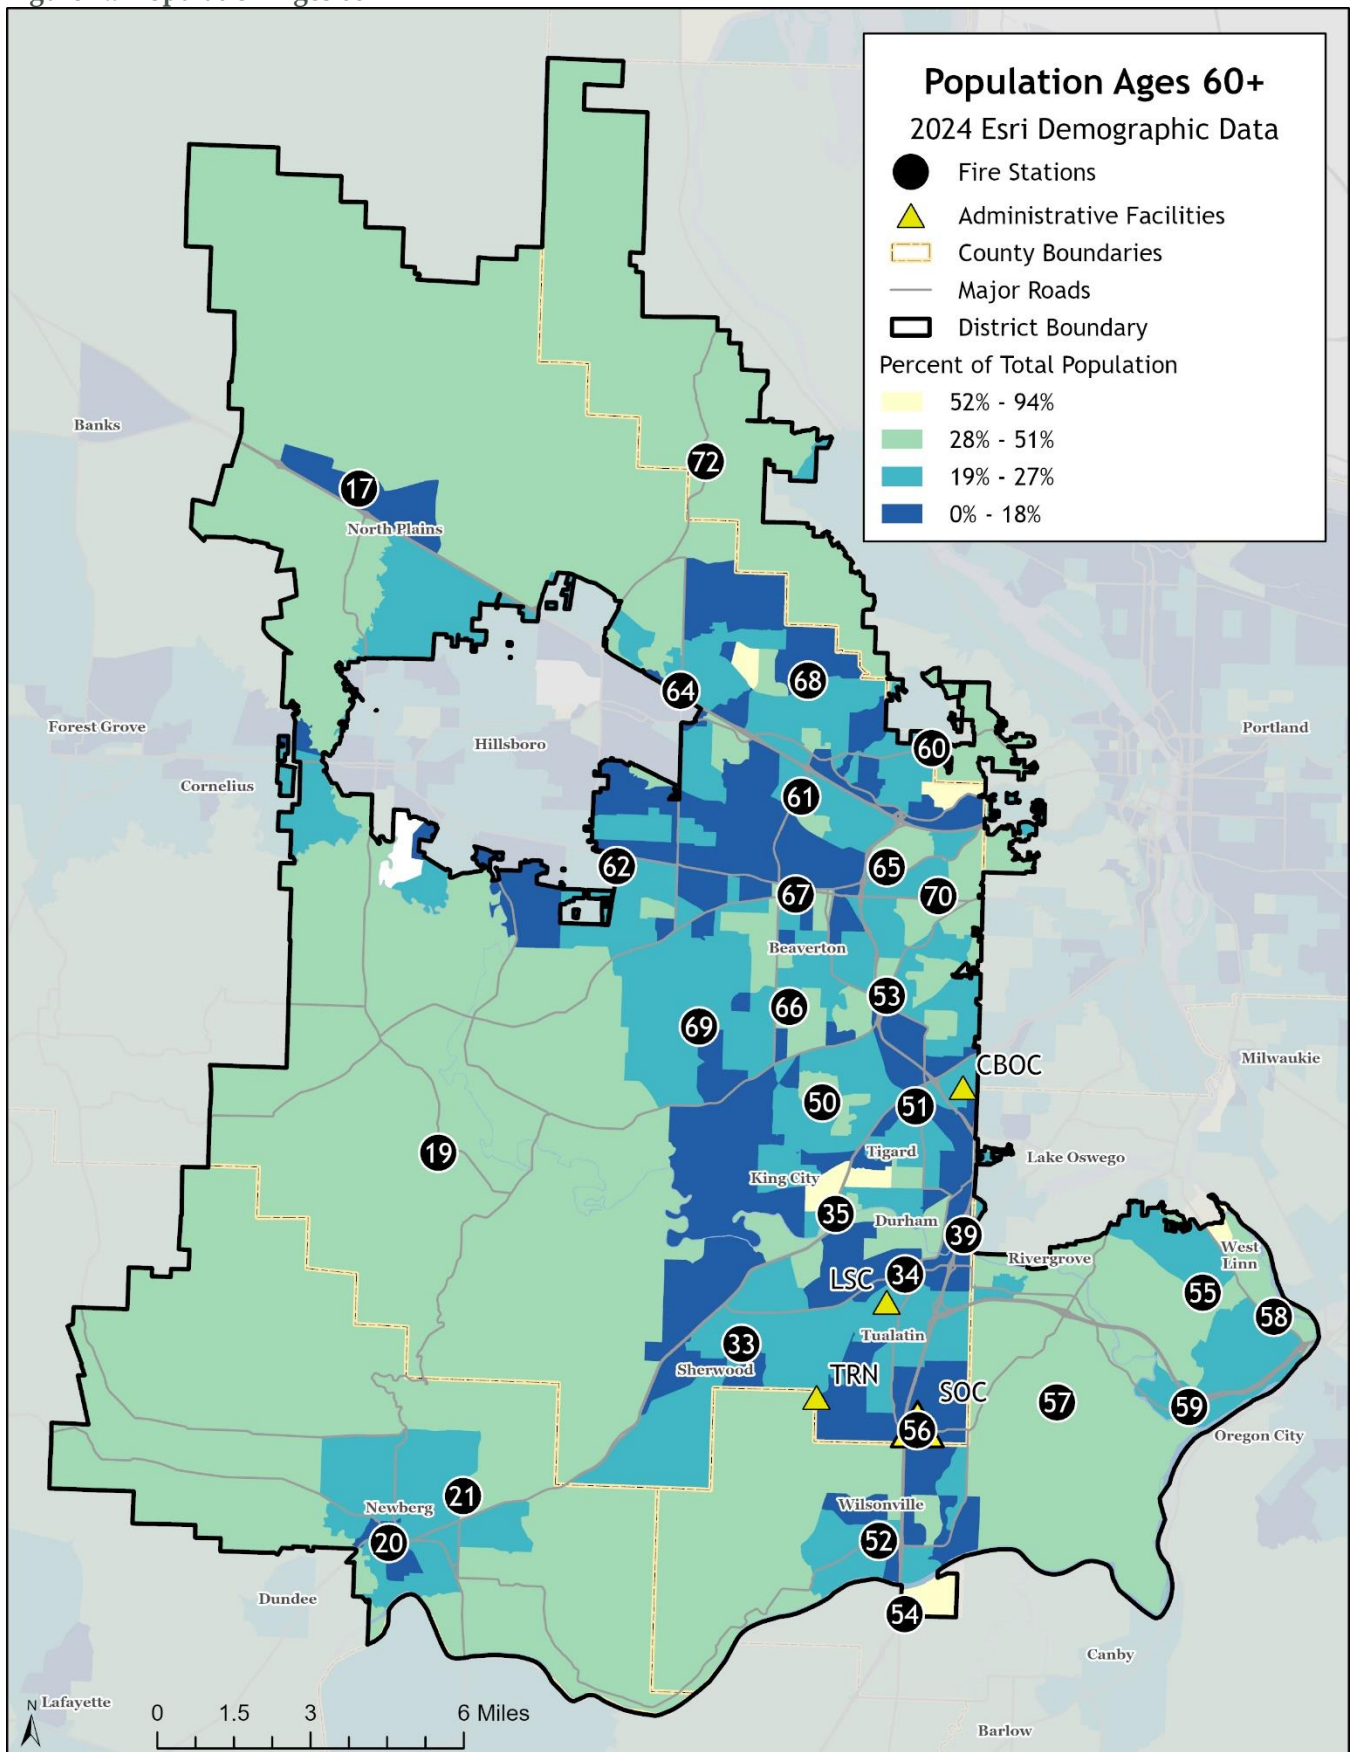 Population Ages 60+
2024 Esri Demographic Data
Fire Stations
Administrative Facilities
County Boundaries
Major Roads
District Boundary
Percent of Total Population
52% - 94%
28% - 51%
19% - 27%
0% - 18%
Banks
72
17
North Plains
68
64
Forest Grove
Portland
Hillsboro
60
Cornelius
61
62
65
67
70
Beaverton
53
66
69
CBOC
Milwaukie
50
51
19
Tigard
Lake Oswego
King City
35
Durham
39
West
Linn
Rivergrove
LSC
34
55
58
Tualatin
33
Sherwood
TRN
SOC
57
59
56
Oregon City
21
Newberg
Wilsonville
20
52
Dundee
54
Canby
Lafayette
N
0 1.5 3 6 Miles
Barlow